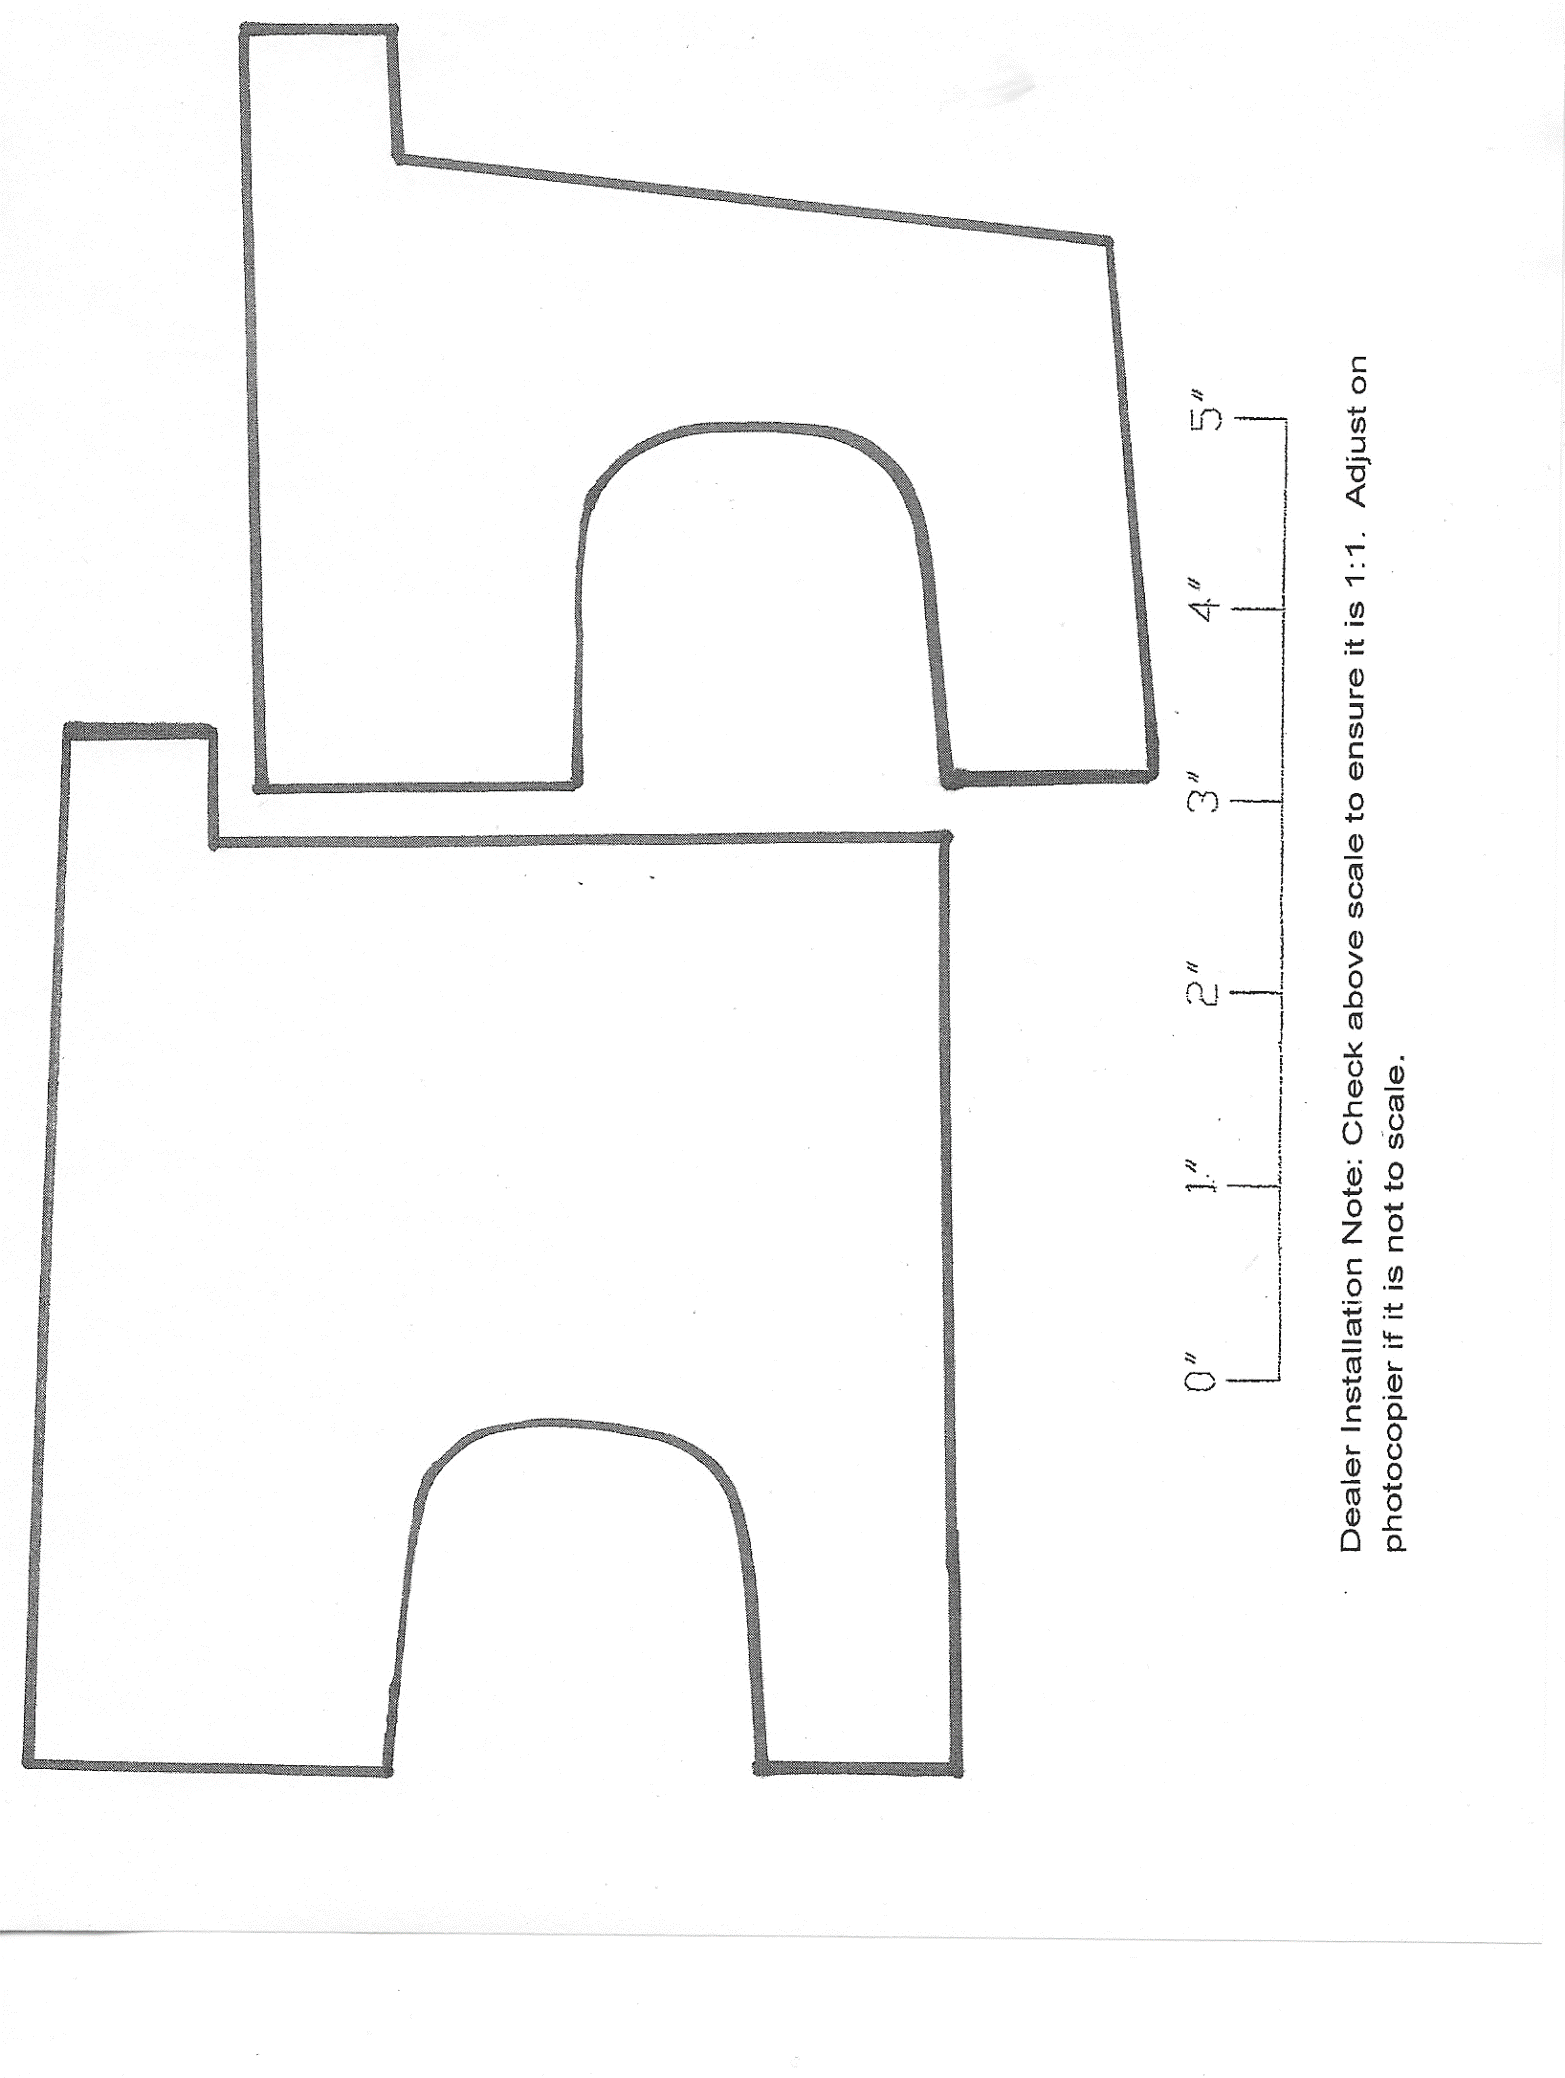 0" 1" 2" 3" 4" 5"
Dealer Installation Note: Check above scale to ensure it is 1:1. Adjust on
photocopier if it is not to scale.